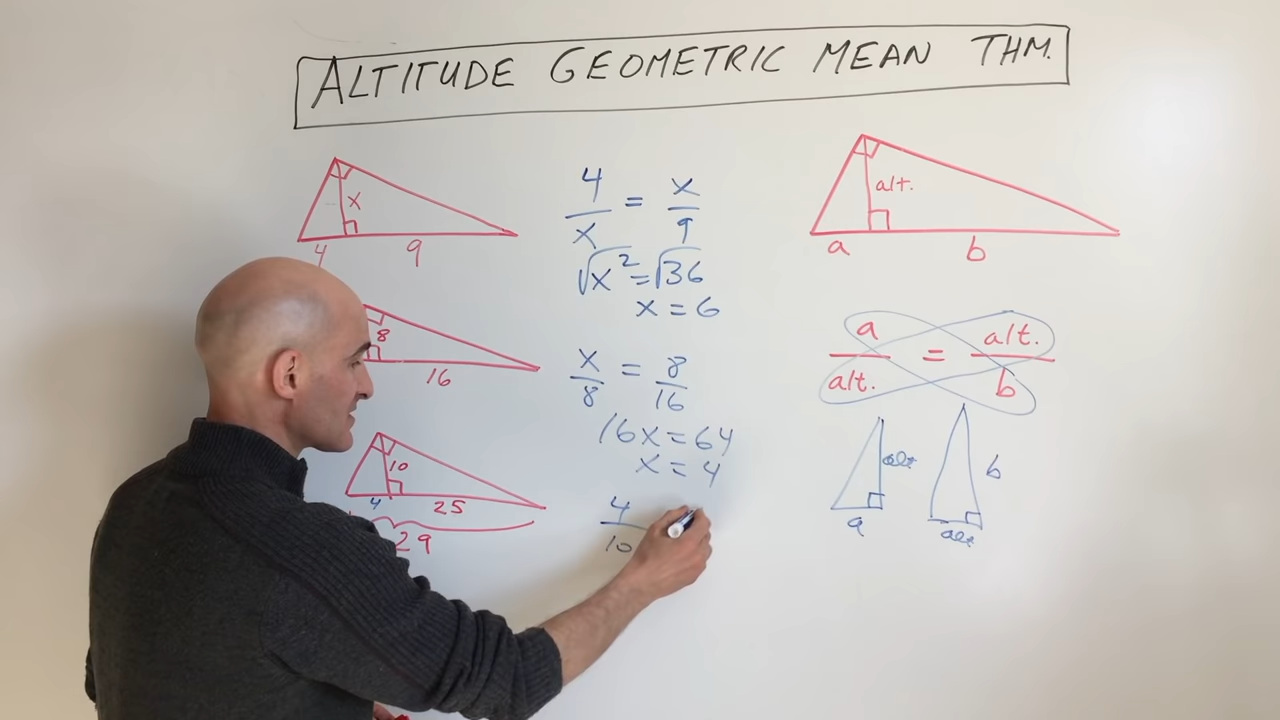 ALTITUDE GEOMETRIC MEAN THM.
x
4 9
8
16
10
4 25
29
4/x = x/9
√x² = √36
x = 6
x/8 = 8/16
16x = 64
x = 4
4/10
alt.
a b
a/alt. = alt./b
alt
a
b
alt